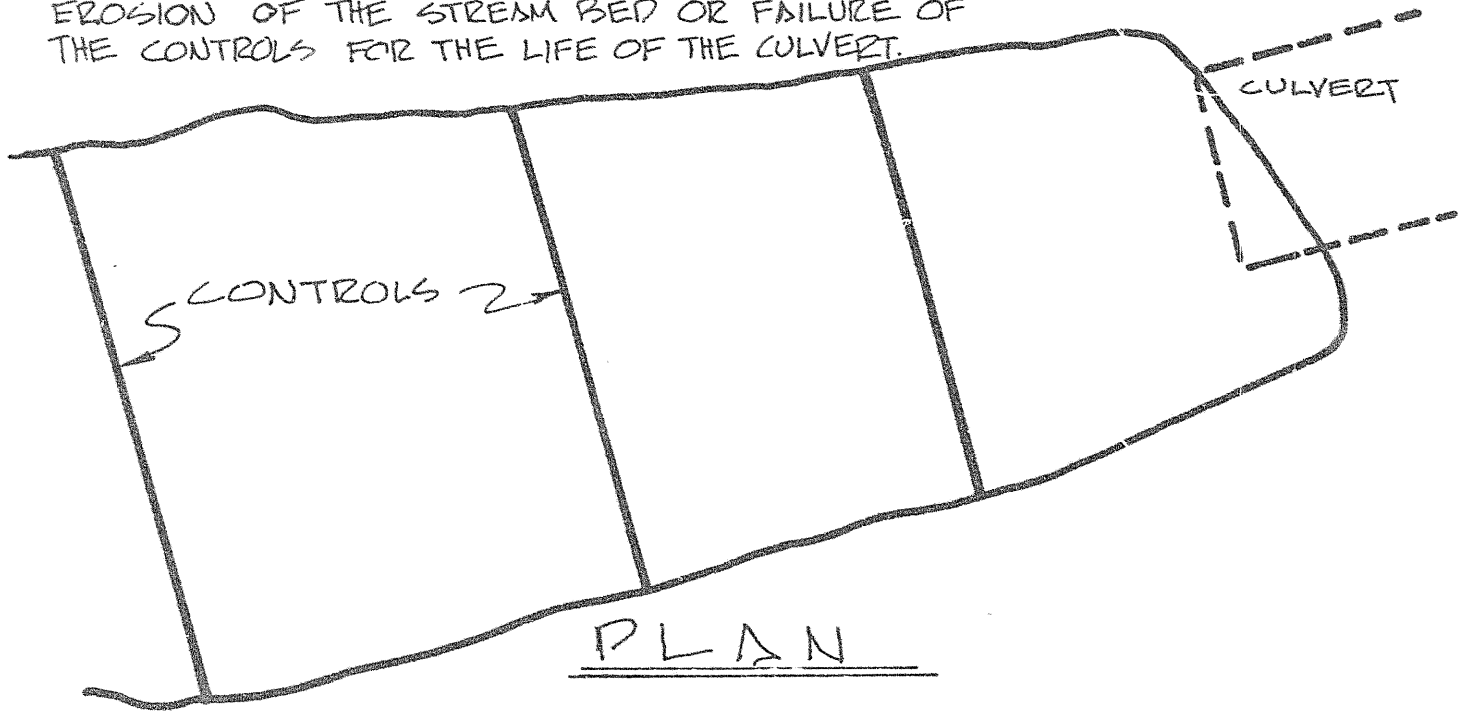 EROSION OF THE STREAM BED OR FAILURE OF
THE CONTROLS FOR THE LIFE OF THE CULVERT.
CULVERT
CONTROLS
PLAN